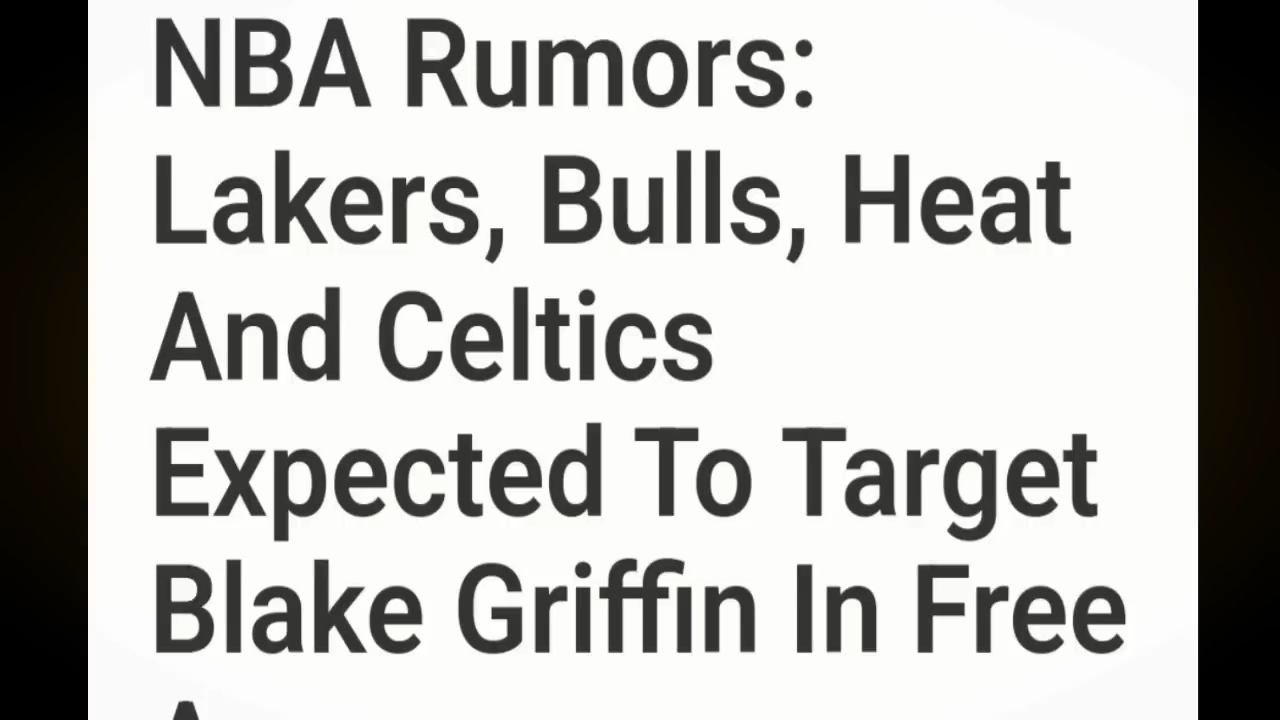 NBA Rumors:
Lakers, Bulls, Heat
And Celtics
Expected To Target
Blake Griffin In Free